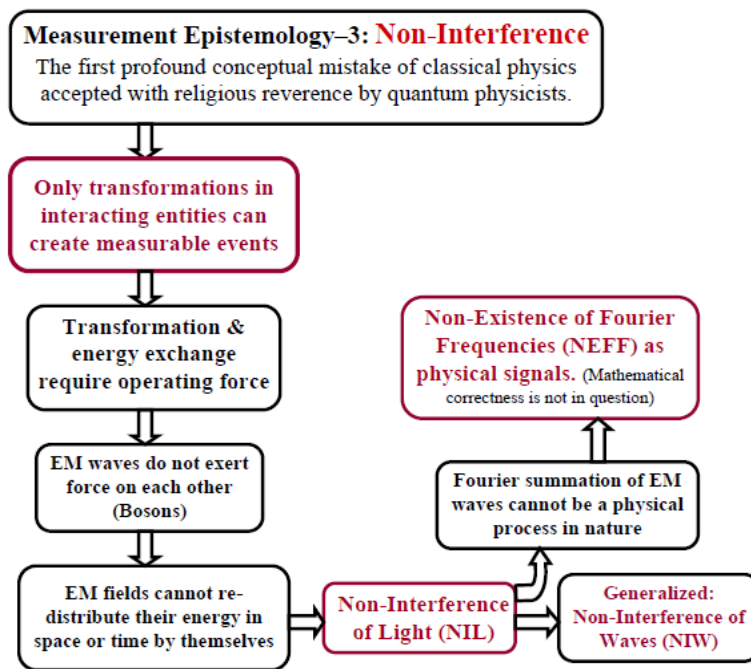 Measurement Epistemology–3: Non-Interference
The first profound conceptual mistake of classical physics
accepted with religious reverence by quantum physicists.
Only transformations in
interacting entities can
create measurable events
Transformation &
energy exchange
require operating force
EM waves do not exert
force on each other
(Bosons)
EM fields cannot re-
distribute their energy in
space or time by themselves
Non-Interference
of Light (NIL)
Generalized:
Non-Interference of
Waves (NIW)
Fourier summation of EM
waves cannot be a physical
process in nature
Non-Existence of Fourier
Frequencies (NEFF) as
physical signals. (Mathematical
correctness is not in question)